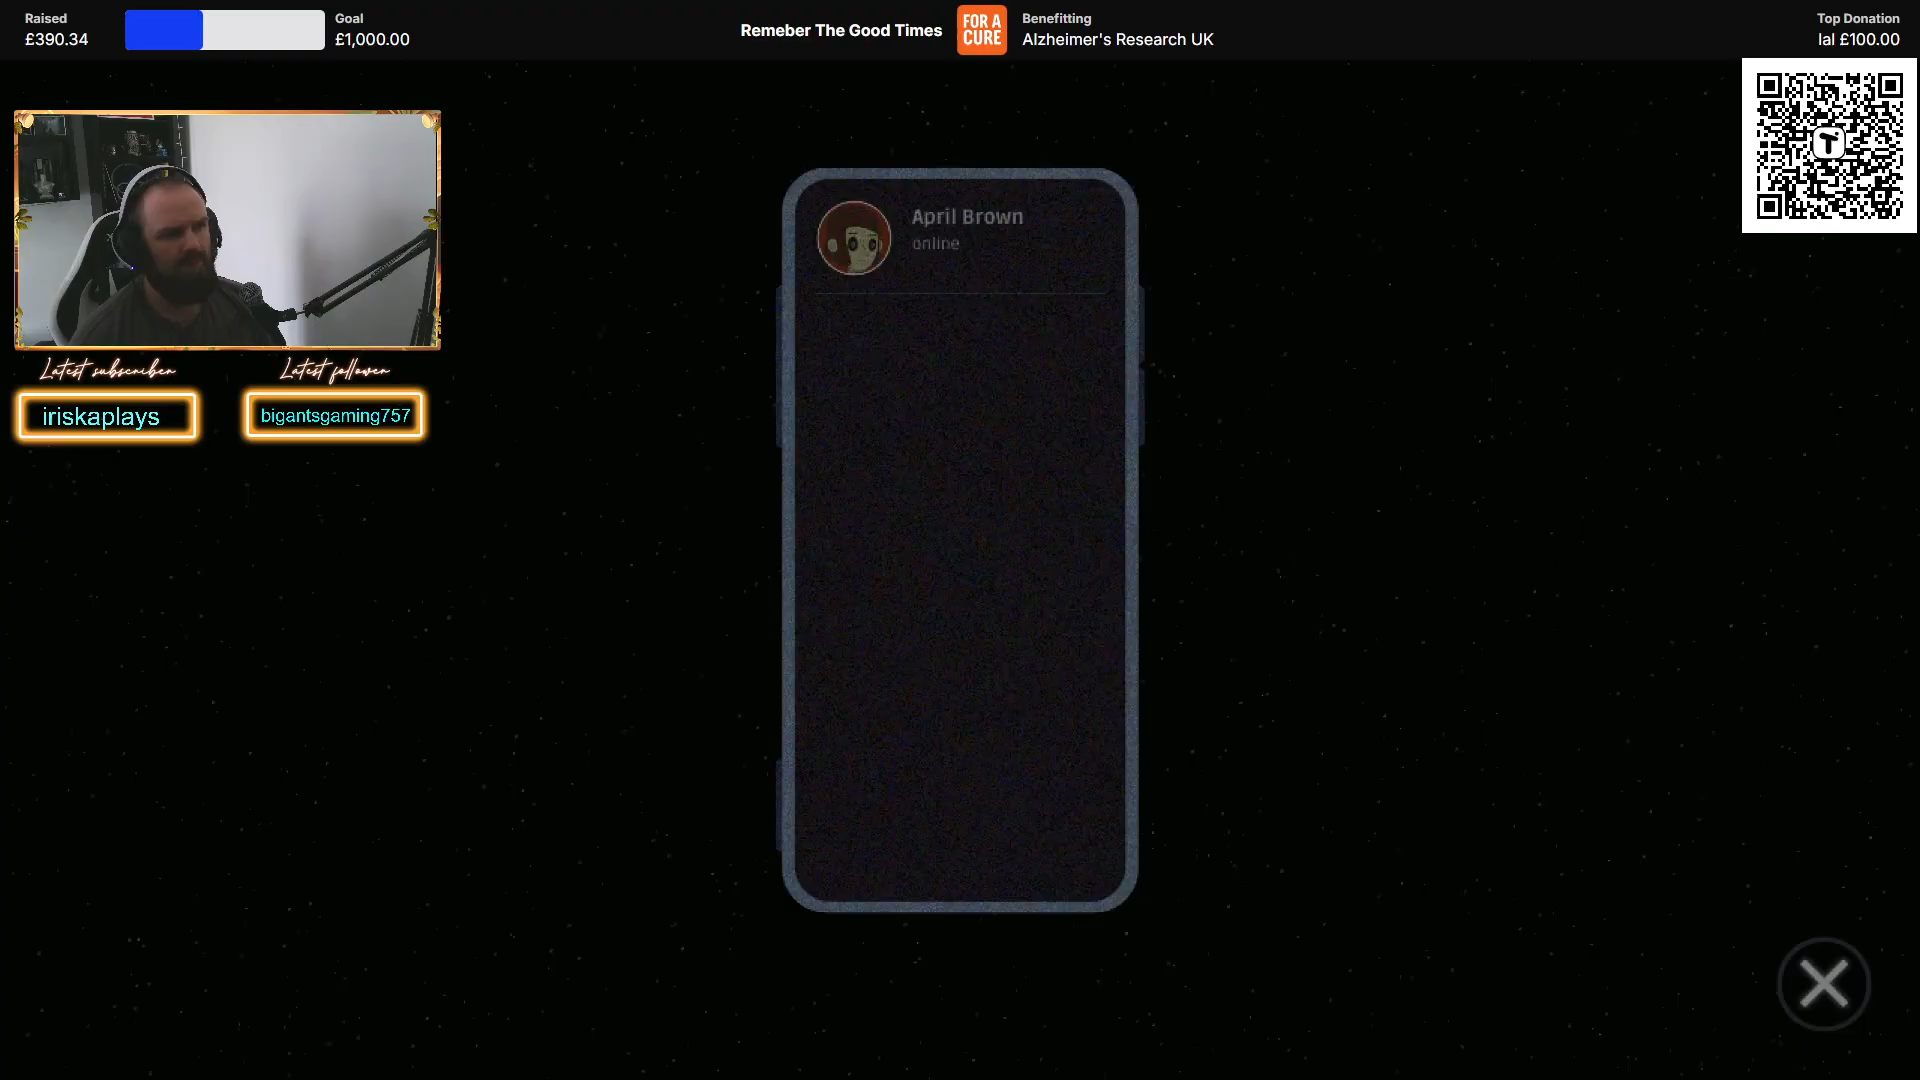 Raised
£390.34
Goal
£1,000.00
Remeber The Good Times
FOR A
CURE
Benefitting
Alzheimer's Research UK
Top Donation
lal £100.00
T
April Brown
online
Latest subscriber
Latest follower
iriskaplays
bigantsgaming757